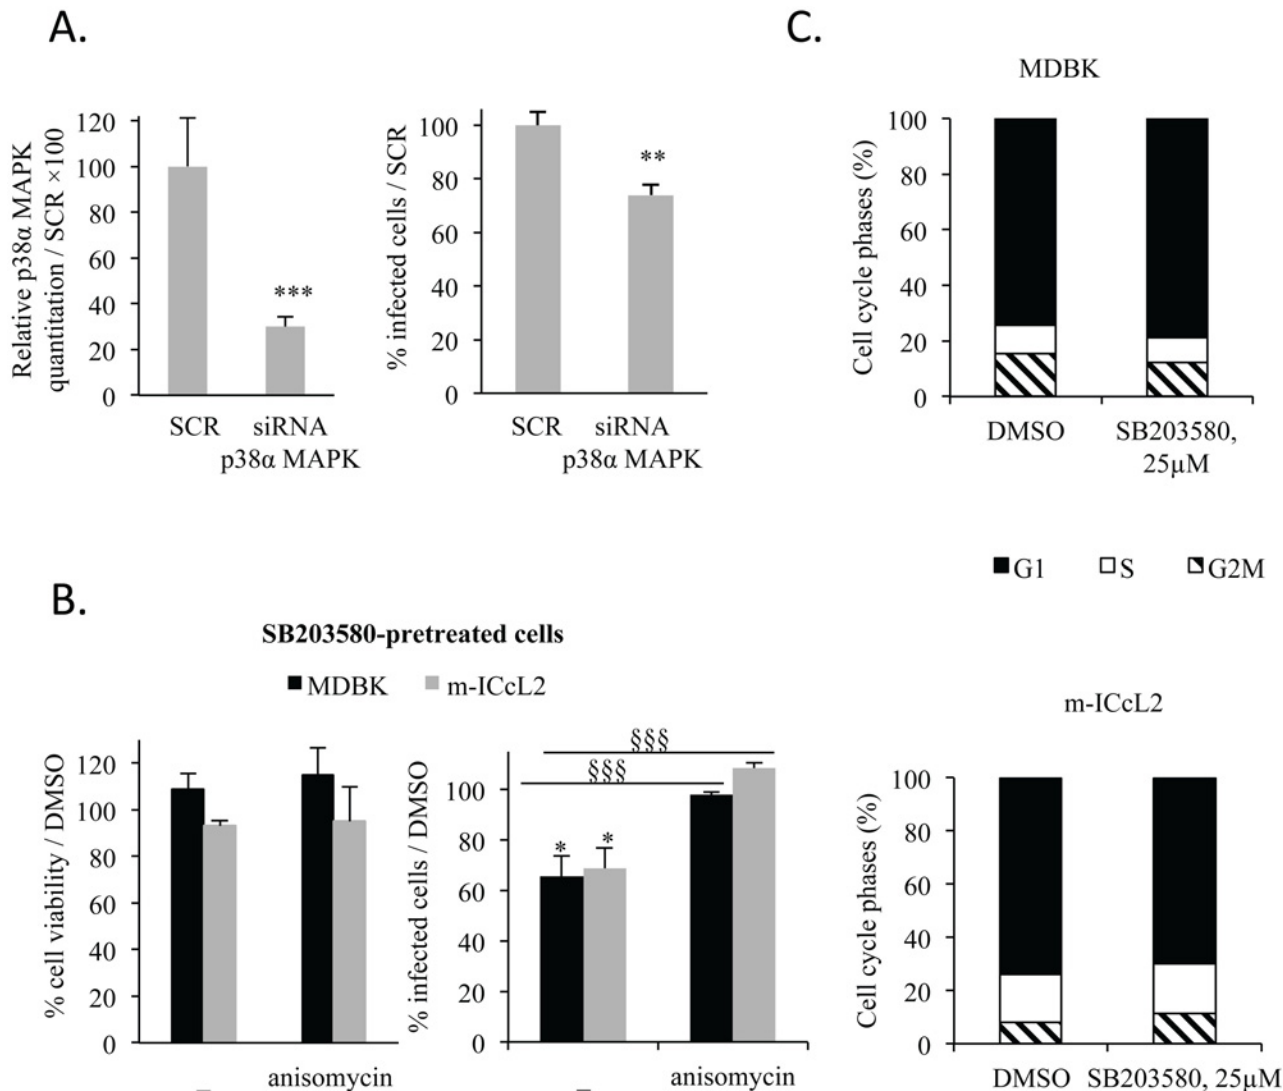 A.
Relative p38α MAPK
quantitation / SCR ×100
120
100
80
60
40
20
0
***
SCR
siRNA
p38α MAPK
% infected cells / SCR
100
80
60
40
20
0
**
SCR
siRNA
p38α MAPK
C.
MDBK
Cell cycle phases (%)
100
80
60
40
20
0
DMSO
SB203580,
25µM
G1 S G2M
B.
SB203580-pretreated cells
MDBK m-ICcL2
% cell viability / DMSO
120
100
80
60
40
20
0
–
anisomycin
% infected cells / DMSO
100
80
60
40
20
0
§§§
§§§
*
*
–
anisomycin
m-ICcL2
Cell cycle phases (%)
100
80
60
40
20
0
DMSO
SB203580, 25µM